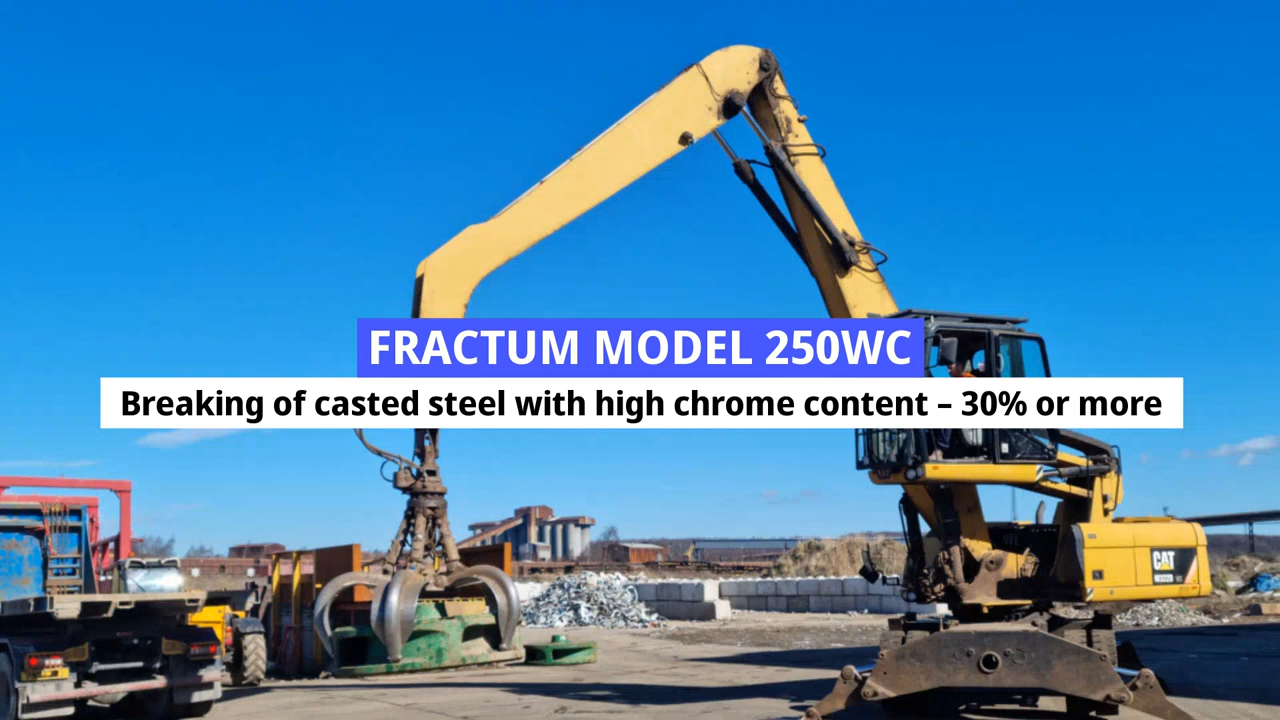 FRACTUM MODEL 250WC
Breaking of casted steel with high chrome content – 30% or more
CAT